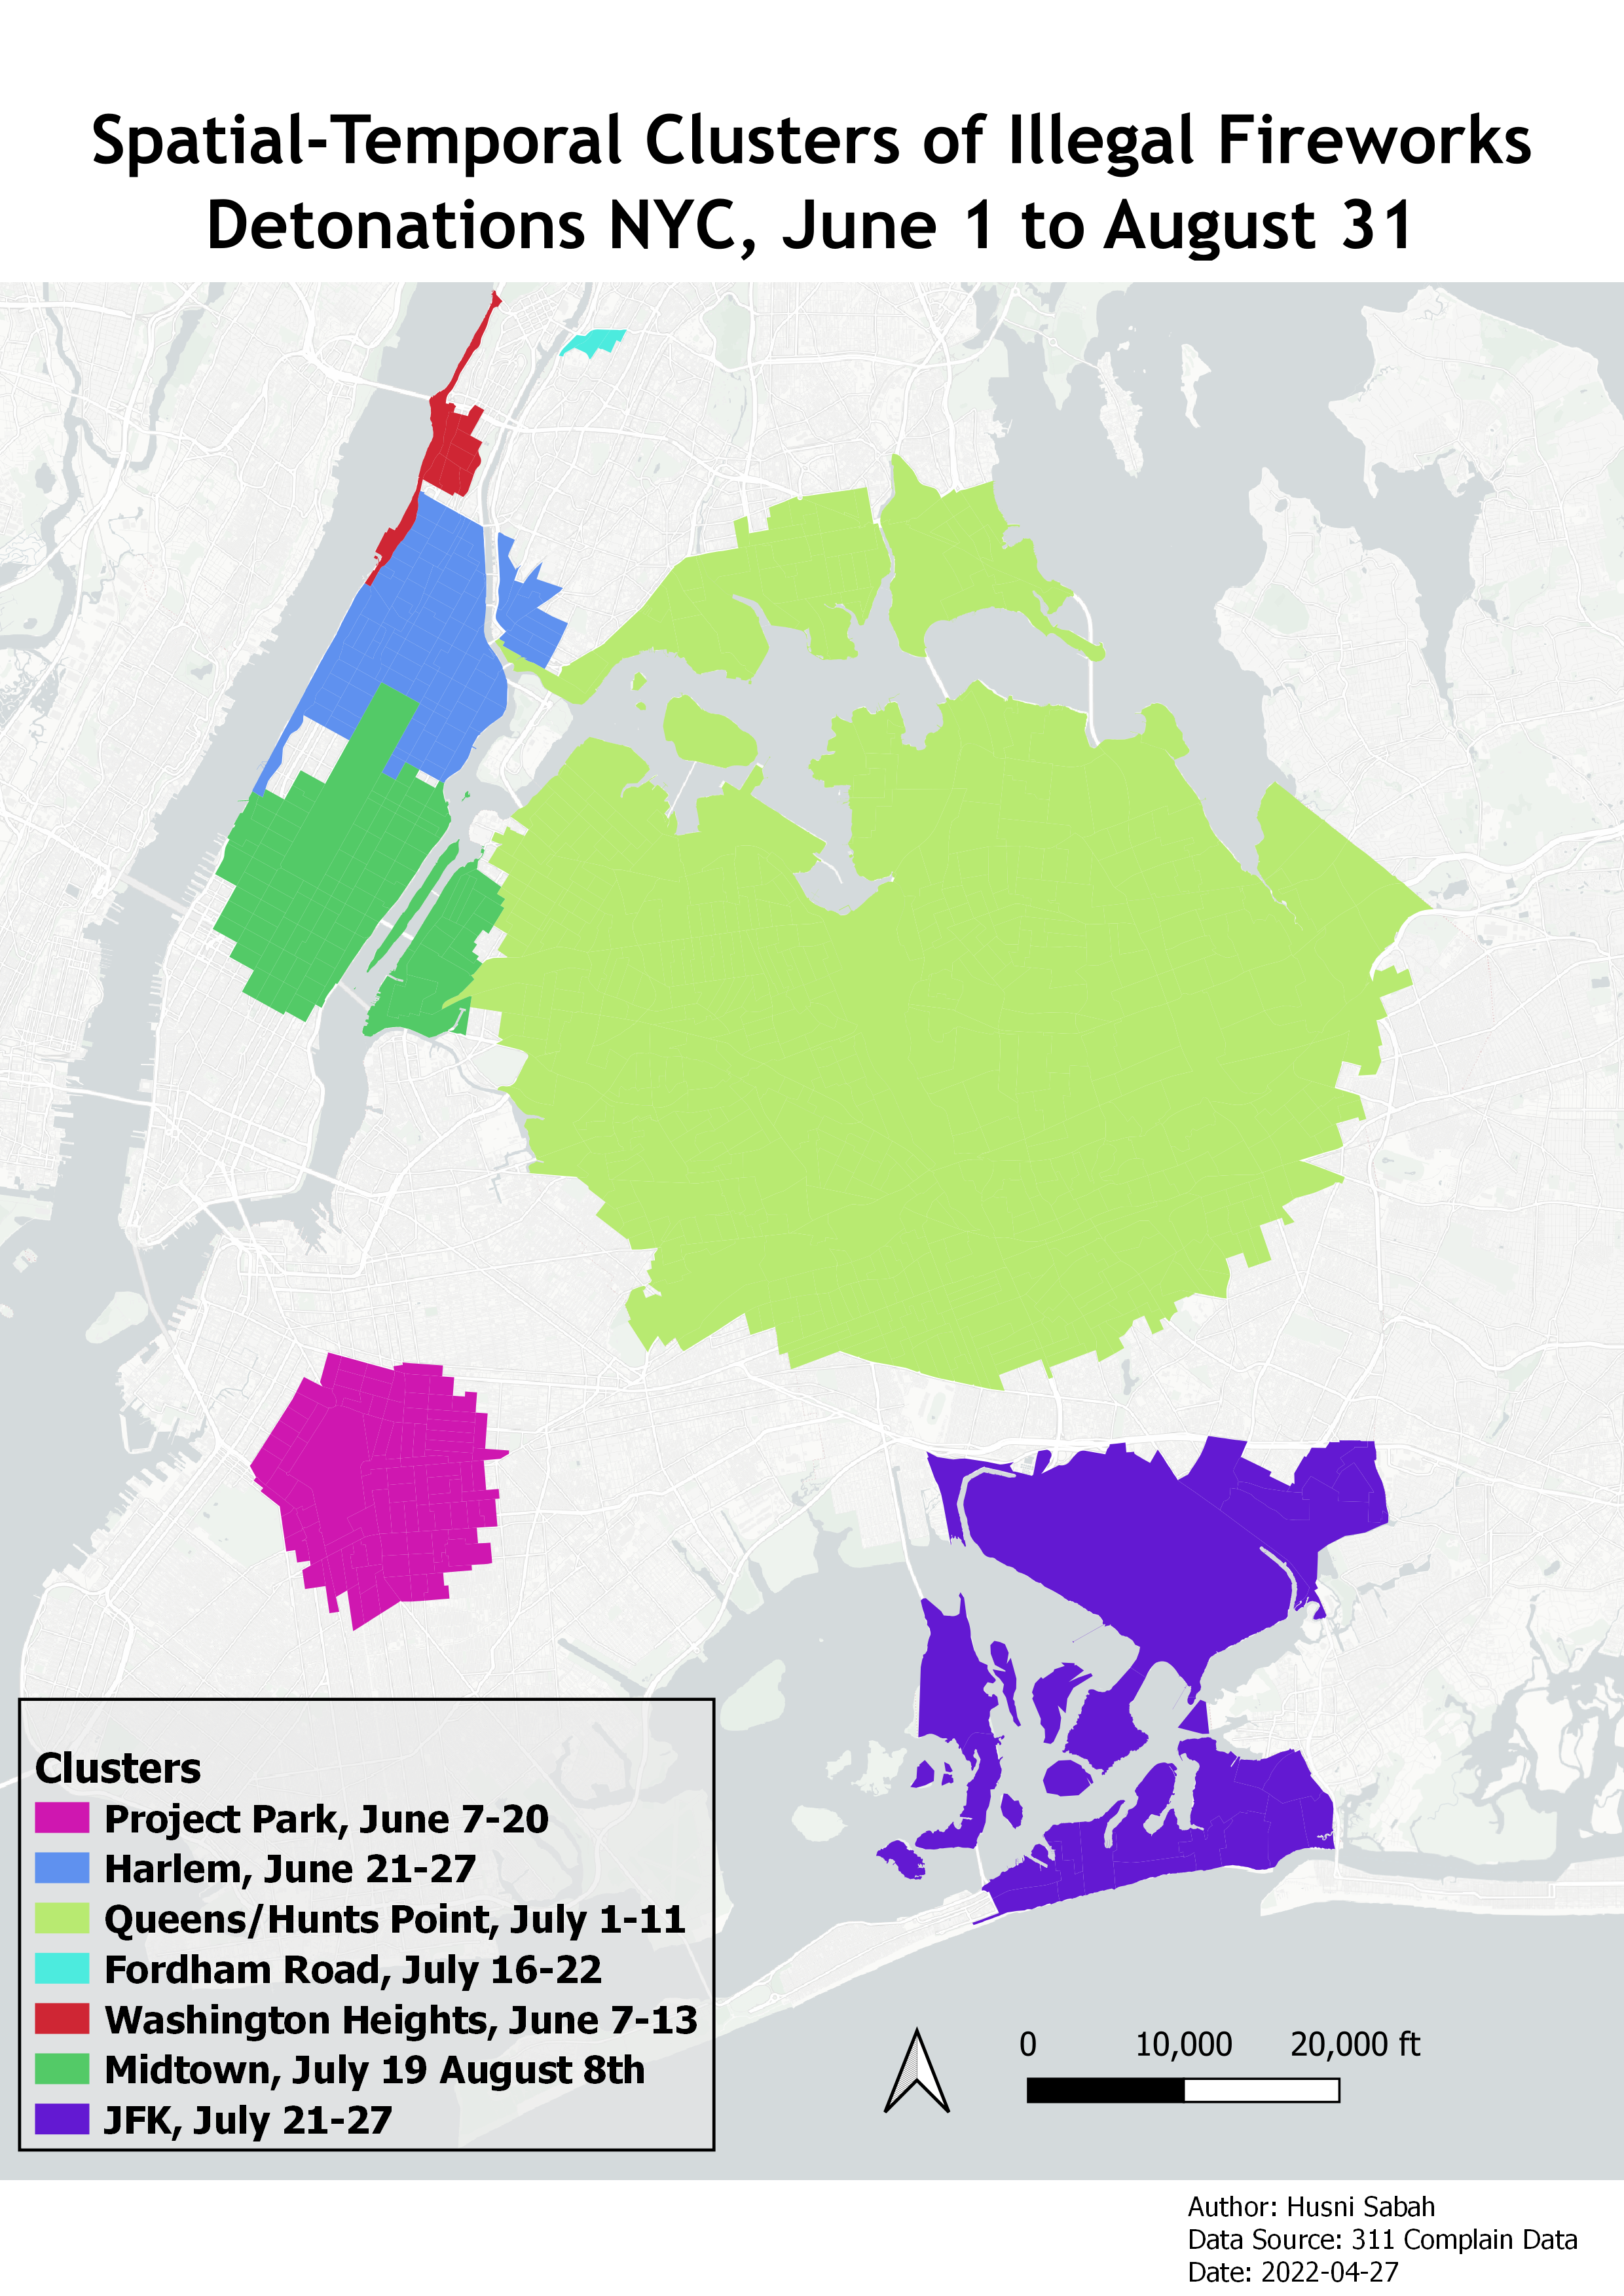 Spatial-Temporal Clusters of Illegal Fireworks
Detonations NYC, June 1 to August 31
Clusters
Project Park, June 7-20
Harlem, June 21-27
Queens/Hunts Point, July 1-11
Fordham Road, July 16-22
Washington Heights, June 7-13
Midtown, July 19 August 8th
JFK, July 21-27
0 10,000 20,000 ft
Author: Husni Sabah
Data Source: 311 Complain Data
Date: 2022-04-27